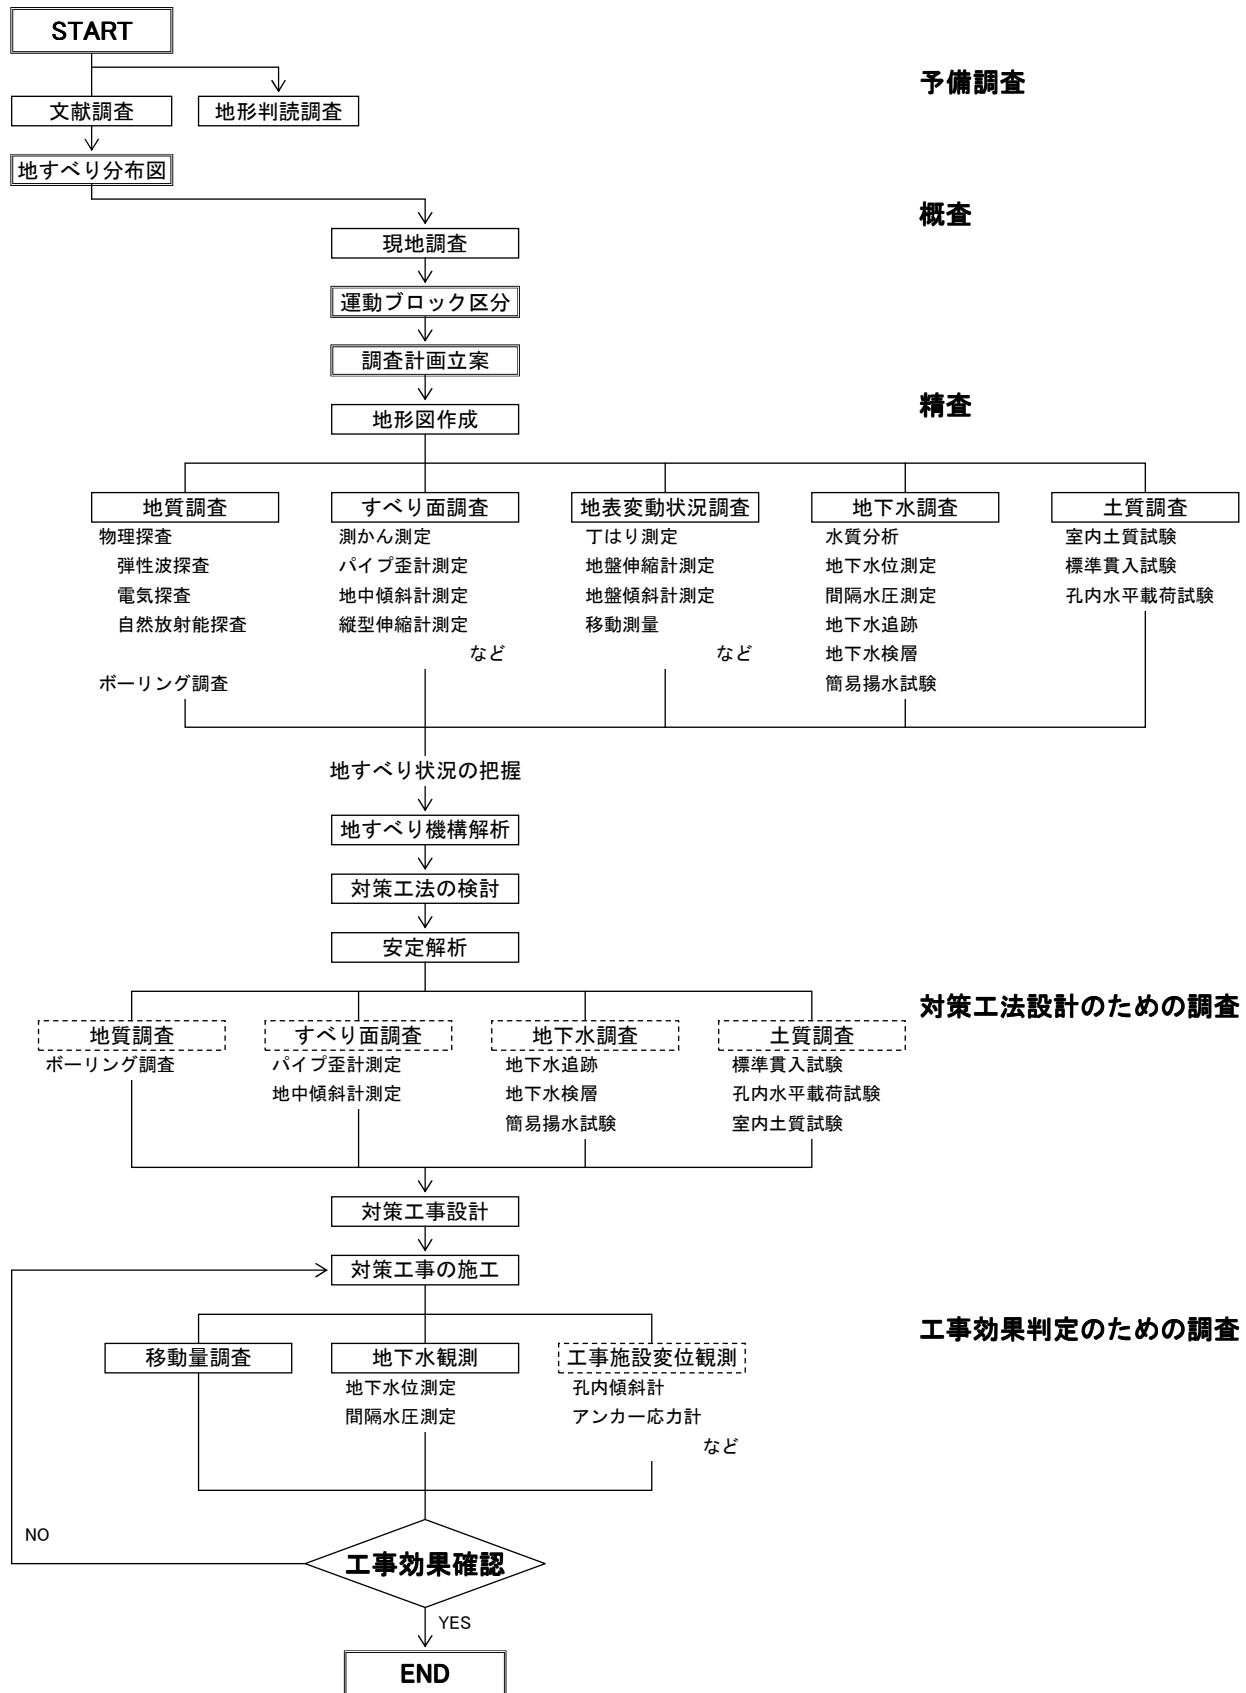 START
予備調査
文献調査
地形判読調査
地すべり分布図
概査
現地調査
運動ブロック区分
調査計画立案
精査
地形図作成
地質調査
物理探査
弾性波探査
電気探査
自然放射能探査
ボーリング調査
すべり面調査
測かん測定
パイプ歪計測定
地中傾斜計測定
縦型伸縮計測定
など
地表変動状況調査
丁はり測定
地盤伸縮計測定
地盤傾斜計測定
移動測量
など
地下水調査
水質分析
地下水位測定
間隔水圧測定
地下水追跡
地下水検層
簡易揚水試験
土質調査
室内土質試験
標準貫入試験
孔内水平載荷試験
地すべり状況の把握
地すべり機構解析
対策工法の検討
安定解析
対策工法設計のための調査
地質調査
ボーリング調査
すべり面調査
パイプ歪計測定
地中傾斜計測定
地下水調査
地下水追跡
地下水検層
簡易揚水試験
土質調査
標準貫入試験
孔内水平載荷試験
室内土質試験
対策工事設計
対策工事の施工
工事効果判定のための調査
移動量調査
地下水観測
地下水位測定
間隔水圧測定
工事施設変位観測
孔内傾斜計
アンカー応力計
など
NO
工事効果確認
YES
END